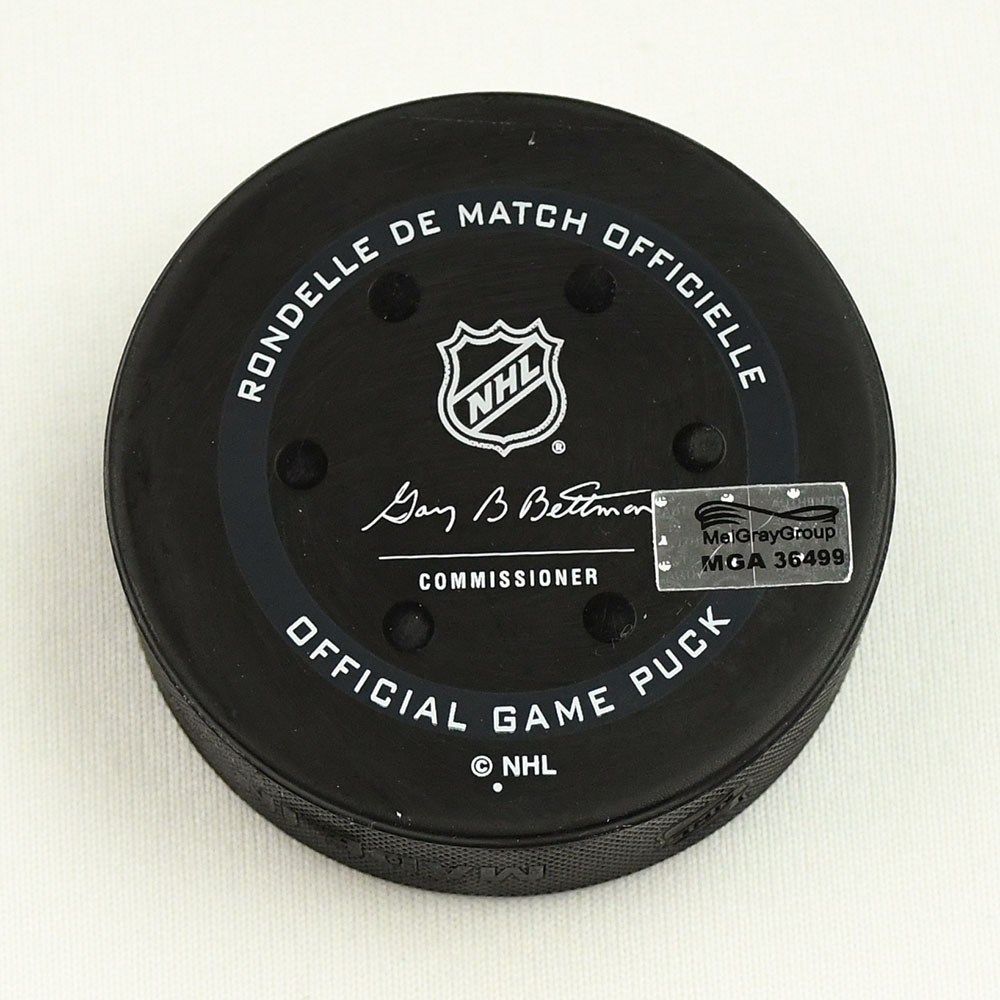 RONDELLE DE MATCH OFFICIELLE
NHL
®
Gary B Bettman
COMMISSIONER
MeiGrayGroup
MGA 36499
OFFICIAL GAME PUCK
© NHL